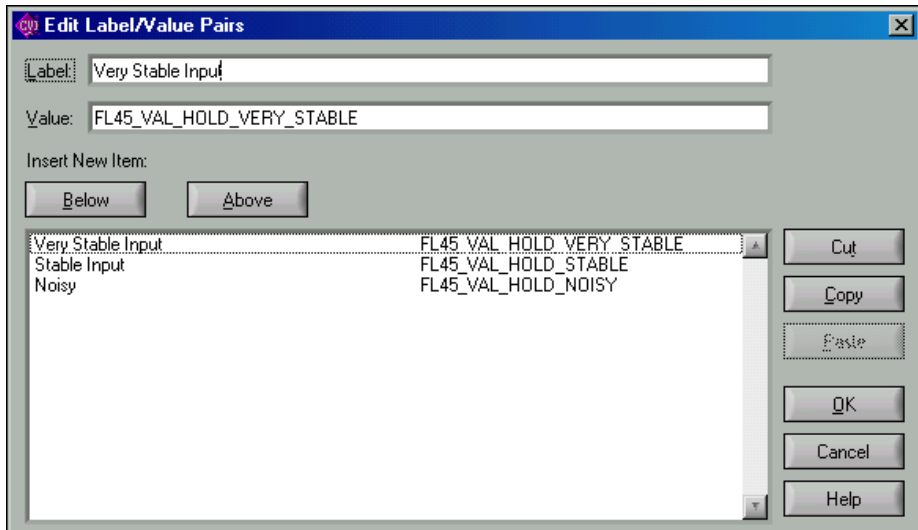 cvi Edit Label/Value Pairs
Label: Very Stable Input
Value: FL45_VAL_HOLD_VERY_STABLE
Insert New Item:
Below Above
Very Stable Input FL45_VAL_HOLD_VERY_STABLE
Stable Input FL45_VAL_HOLD_STABLE
Noisy FL45_VAL_HOLD_NOISY
Cut
Copy
Paste
OK
Cancel
Help